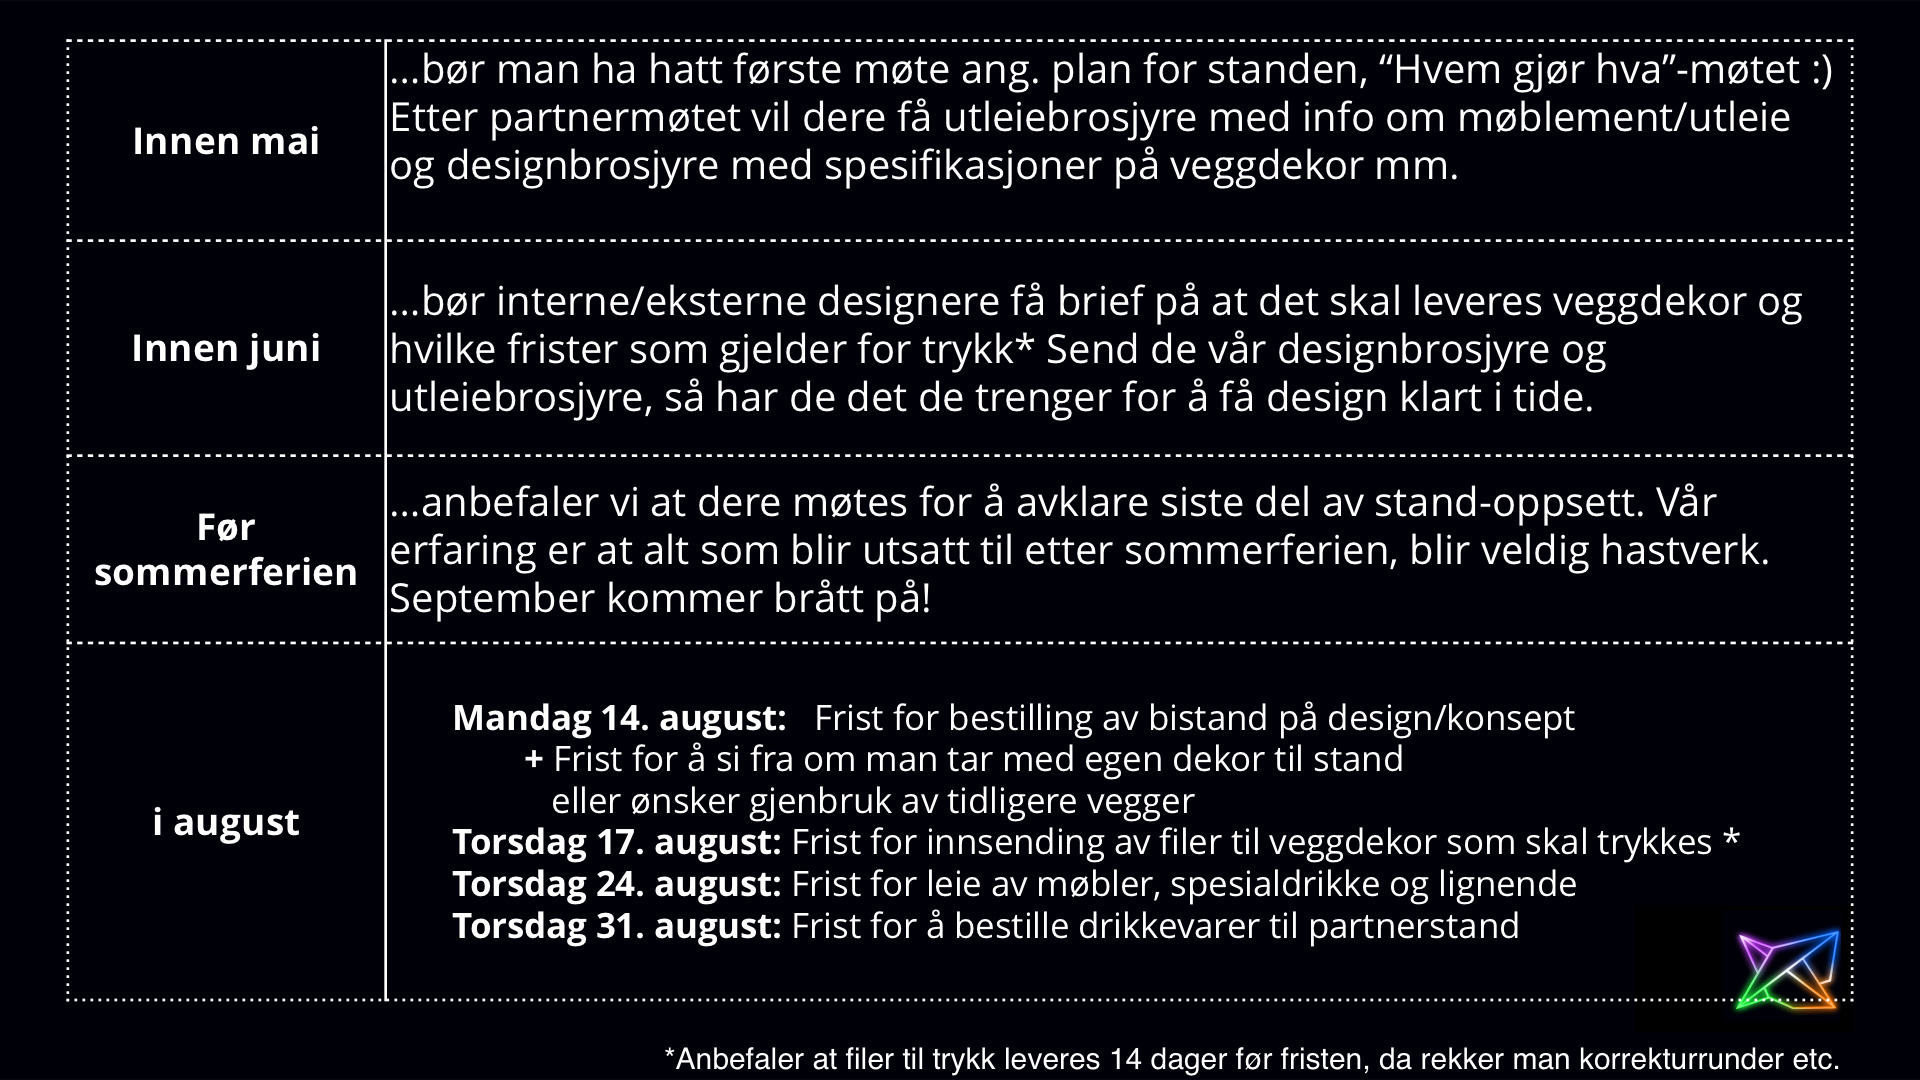 Innen mai
...bør man ha hatt første møte ang. plan for standen, “Hvem gjør hva”-møtet :)
Etter partnermøtet vil dere få utleiebrosjyre med info om møblement/utleie
og designbrosjyre med spesifikasjoner på veggdekor mm.
Innen juni
...bør interne/eksterne designere få brief på at det skal leveres veggdekor og
hvilke frister som gjelder for trykk* Send de vår designbrosjyre og
utleiebrosjyre, så har de det de trenger for å få design klart i tide.
Før
sommerferien
...anbefaler vi at dere møtes for å avklare siste del av stand-oppsett. Vår
erfaring er at alt som blir utsatt til etter sommerferien, blir veldig hastverk.
September kommer brått på!
i august
Mandag 14. august: Frist for bestilling av bistand på design/konsept
+ Frist for å si fra om man tar med egen dekor til stand
eller ønsker gjenbruk av tidligere vegger
Torsdag 17. august: Frist for innsending av filer til veggdekor som skal trykkes *
Torsdag 24. august: Frist for leie av møbler, spesialdrikke og lignende
Torsdag 31. august: Frist for å bestille drikkevarer til partnerstand
*Anbefaler at filer til trykk leveres 14 dager før fristen, da rekker man korrekturrunder etc.